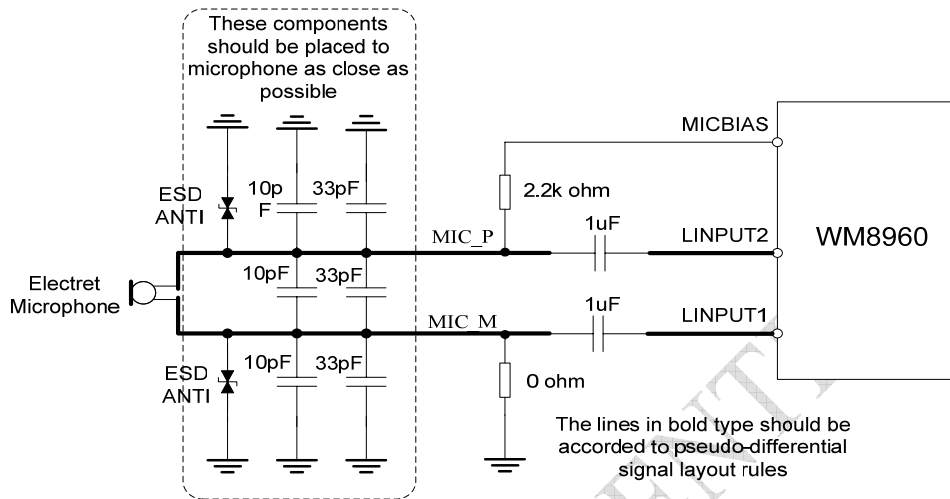 These components
should be placed to
microphone as close as
possible
MICBIAS
ESD
ANTI
10p
F
33pF
2.2k ohm
1uF
MIC_P
LINPUT2
WM8960
Electret
Microphone
10pF
33pF
1uF
MIC_M
LINPUT1
ESD
ANTI
10pF
33pF
0 ohm
The lines in bold type should be
accorded to pseudo-differential
signal layout rules
ENTI